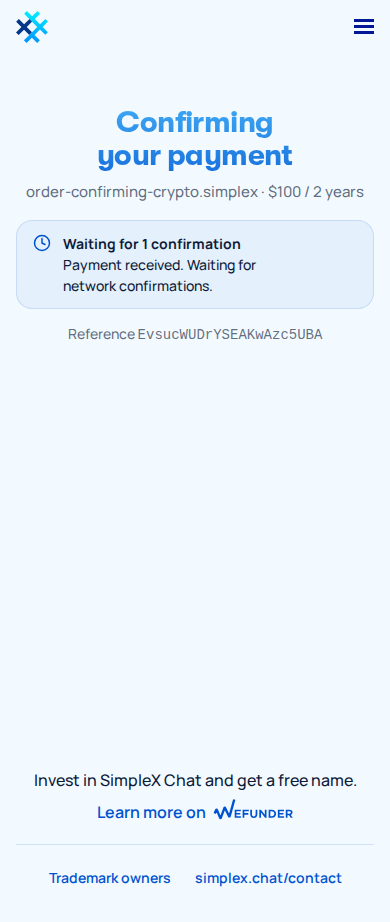 Confirming
your payment
order-confirming-crypto.simplex · $100 / 2 years
Waiting for 1 confirmation
Payment received. Waiting for
network confirmations.
Reference EvsucWUDrYSEAKwAzc5UBA
Invest in SimpleX Chat and get a free name.
Learn more on WEFUNDER
Trademark owners simplex.chat/contact